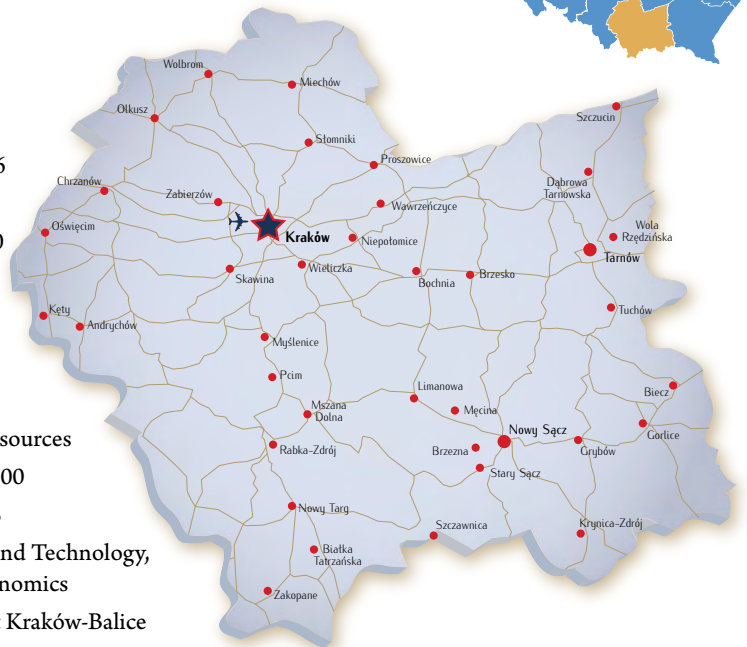 Wolbrom
Miechów
Olkusz
Szczucin
Słomniki
6
Proszowice
Chrzanów
Dąbrowa
Tarnowska
Zabierzów
Wawrzeńczyce
Oświęcim
0
Kraków
Niepołomice
Wola
Rzędzińska
Tarnów
Wieliczka
Skawina
Bochnia
Brzesko
Kęty
Andrychów
Tuchów
Myślenice
Pcim
Limanowa
Biecz
Mszana
Dolna
Męcina
sources
Nowy Sącz
Gorlice
Rabka-Zdrój
Brzezna
Grybów
00
Stary Sącz
Nowy Targ
Szczawnica
Krynica-Zdrój
nd Technology,
Białka
Tatrzańska
nomics
Zakopane
Kraków-Balice